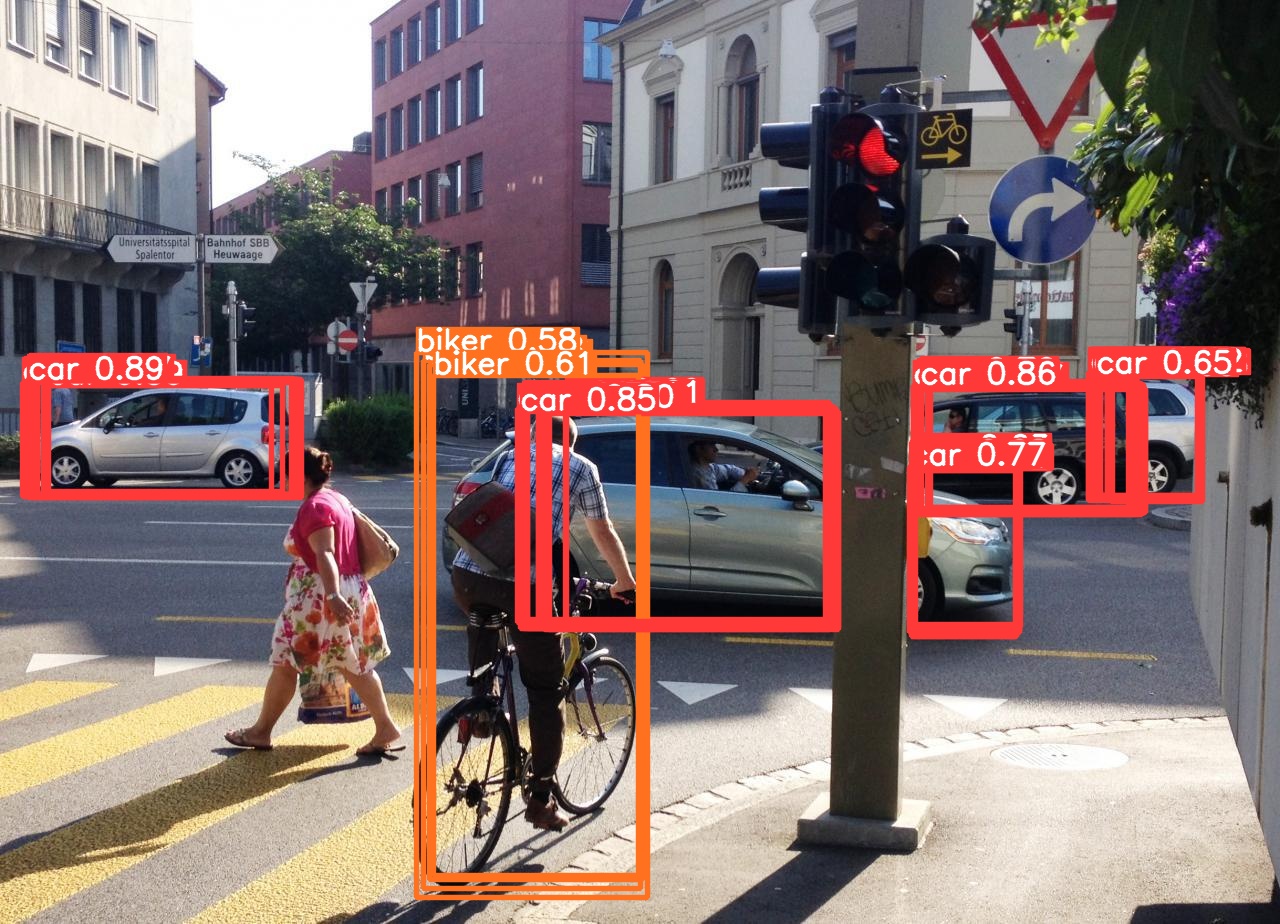 Universitätsspital
Spalentor
Bahnhof SBB
Heuwaage
biker 0.58
biker 0.61
car 0.89
car 0.85
car 0.86
car 0.65
car 0.77